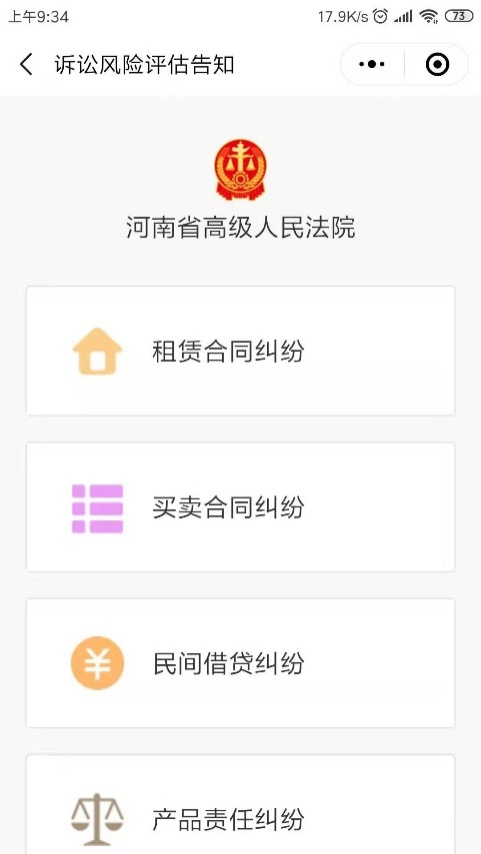 上午9:34 17.9K/s 73
诉讼风险评估告知
河南省高级人民法院
租赁合同纠纷
买卖合同纠纷
¥ 民间借贷纠纷
产品责任纠纷